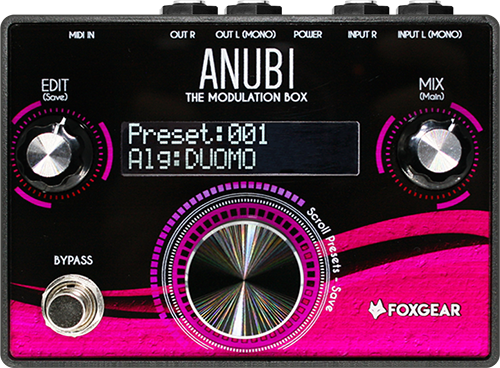 MIDI IN
OUT R
OUT L (MONO)
POWER
INPUT R
INPUT L (MONO)
ANUBI
THE MODULATION BOX
EDIT
(Save)
MIX
(Main)
Preset:001
Alg:DUOMO
Scroll Presets - Save
BYPASS
FOXGEAR